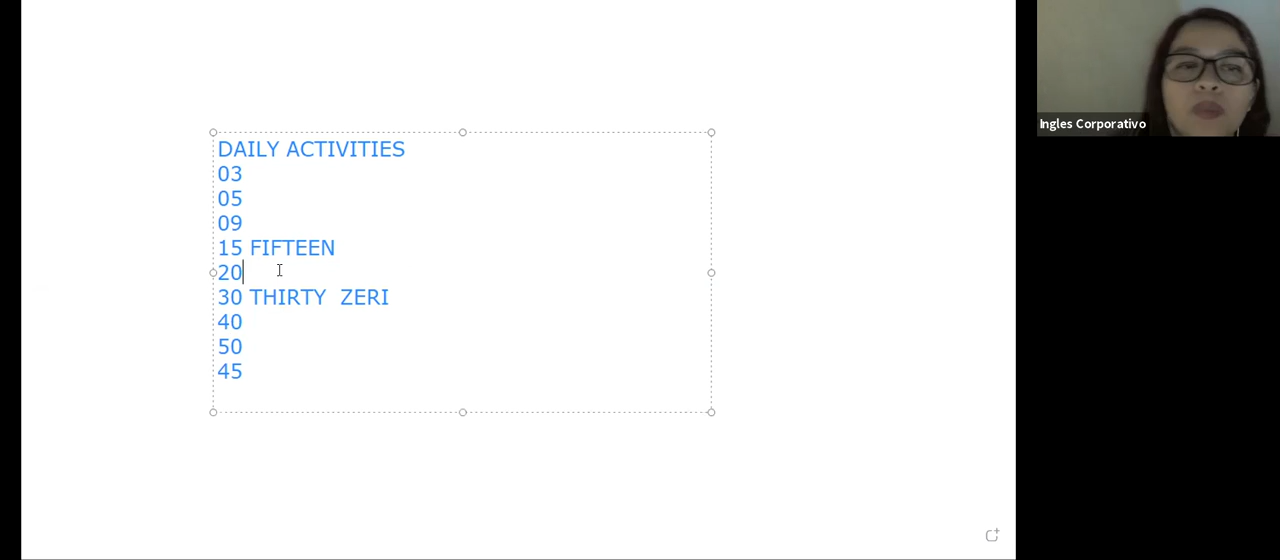 DAILY ACTIVITIES
03
05
09
15 FIFTEEN
20
30 THIRTY  ZERI
40
50
45
Ingles Corporativo